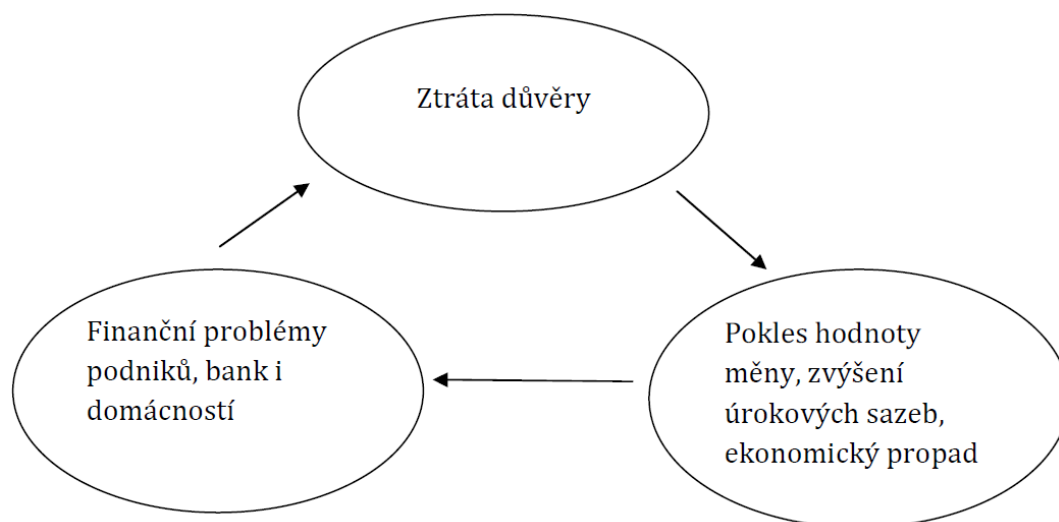 Ztráta důvěry
Finanční problémy
podniků, bank i
domácností
Pokles hodnoty
měny, zvýšení
úrokových sazeb,
ekonomický propad